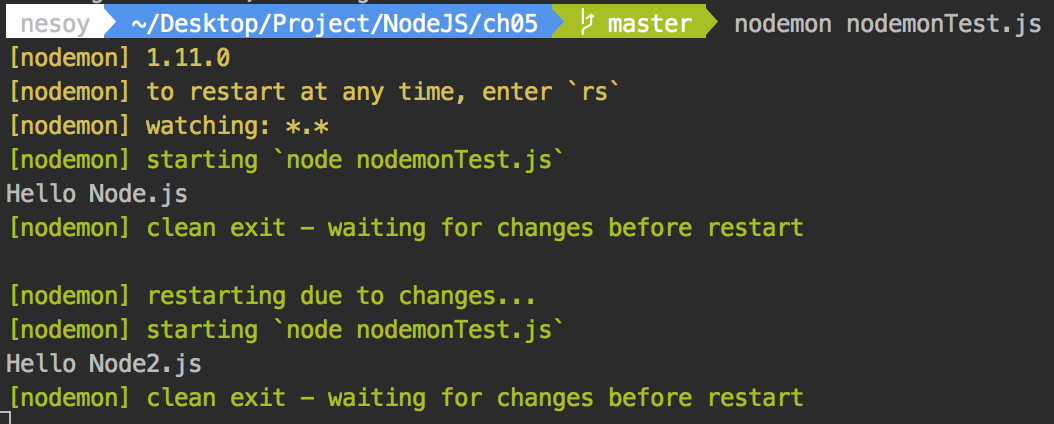 nesoy ~/Desktop/Project/NodeJS/ch05 master nodemon nodemonTest.js
[nodemon] 1.11.0
[nodemon] to restart at any time, enter `rs`
[nodemon] watching: *.*
[nodemon] starting `node nodemonTest.js`
Hello Node.js
[nodemon] clean exit - waiting for changes before restart
[nodemon] restarting due to changes...
[nodemon] starting `node nodemonTest.js`
Hello Node2.js
[nodemon] clean exit - waiting for changes before restart